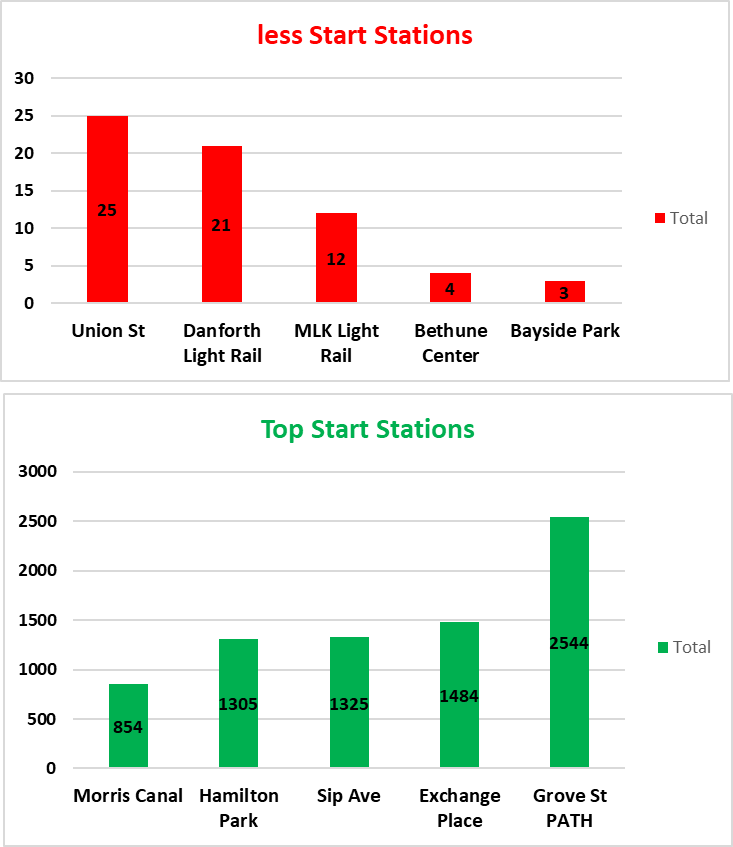 less Start Stations
30
25
20
15
10
5
0
25
21
12
4
3
Union St
Danforth
Light Rail
MLK Light
Rail
Bethune
Center
Bayside Park
Total
Top Start Stations
3000
2500
2000
1500
1000
500
0
854
1305
1325
1484
2544
Morris Canal
Hamilton
Park
Sip Ave
Exchange
Place
Grove St
PATH
Total